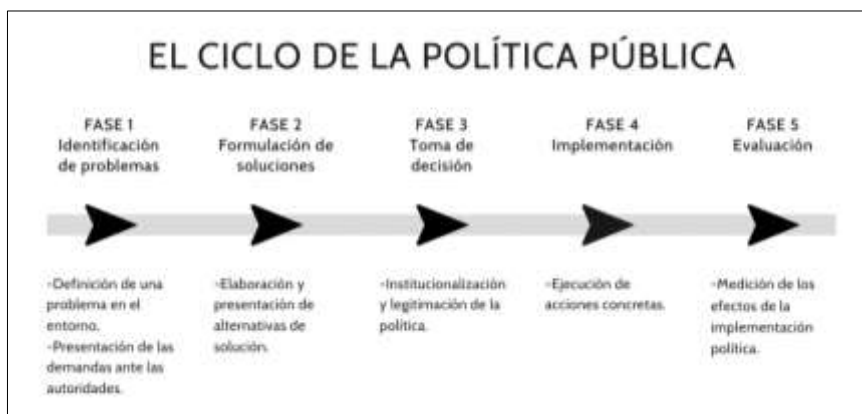 EL CICLO DE LA POLÍTICA PÚBLICA
FASE 1
Identificación
de problemas
FASE 2
Formulación de
soluciones
FASE 3
Toma de
decisión
FASE 4
Implementación
FASE 5
Evaluación
-Definición de una
problema en el
entorno.
-Presentación de las
demandas ante las
autoridades.
-Elaboración y
presentación de
alternativas de
solución.
-Institucionalización
y legitimación de la
política.
-Ejecución de
acciones concretas.
-Medición de los
efectos de la
implementación
política.